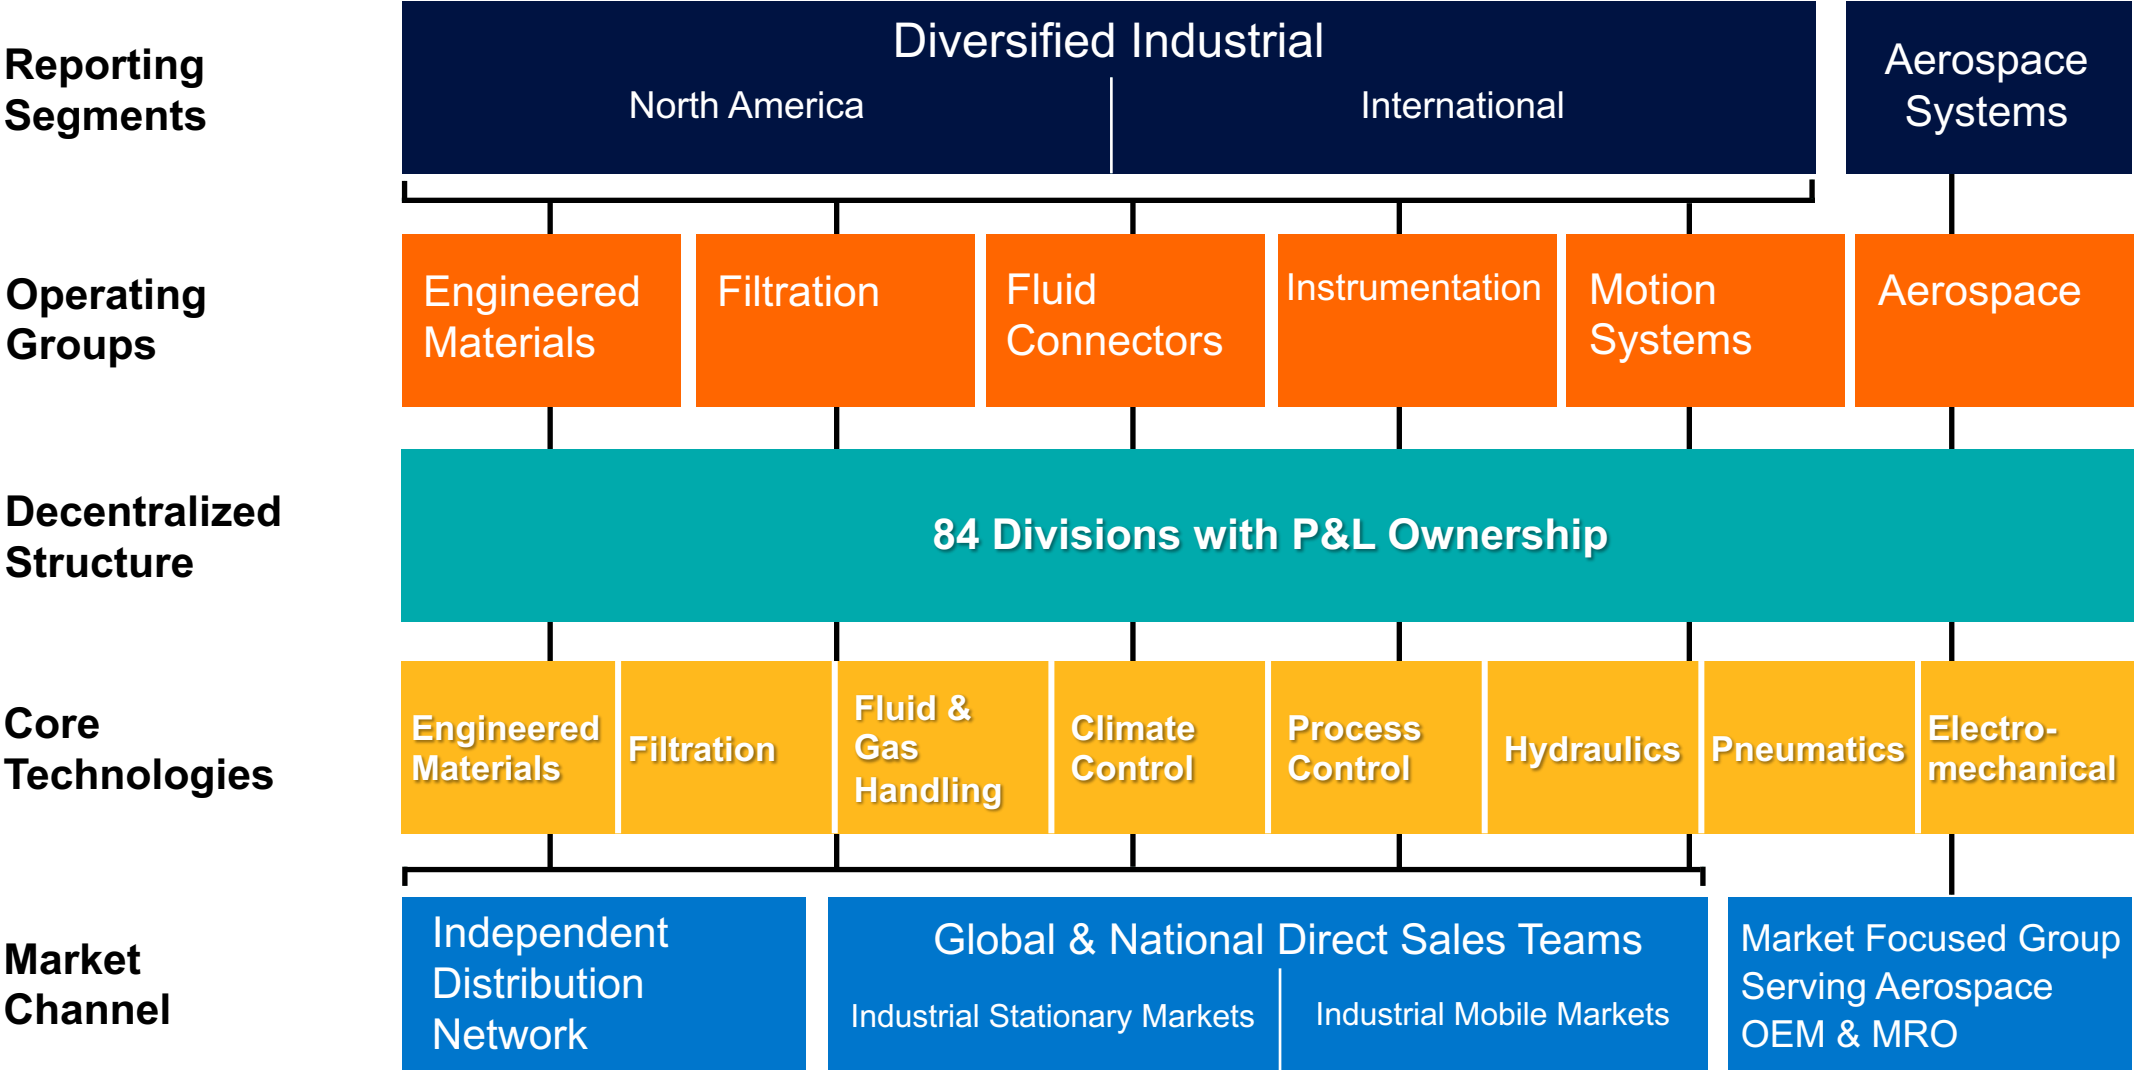 Reporting
Segments
Diversified Industrial
North America
International
Aerospace
Systems
Operating
Groups
Engineered
Materials
Filtration
Fluid
Connectors
Instrumentation
Motion
Systems
Aerospace
Decentralized
Structure
84 Divisions with P&L Ownership
Core
Technologies
Engineered
Materials
Filtration
Fluid &
Gas
Handling
Climate
Control
Process
Control
Hydraulics
Pneumatics
Electro-
mechanical
Market
Channel
Independent
Distribution
Network
Global & National Direct Sales Teams
Industrial Stationary Markets
Industrial Mobile Markets
Market Focused Group
Serving Aerospace
OEM & MRO